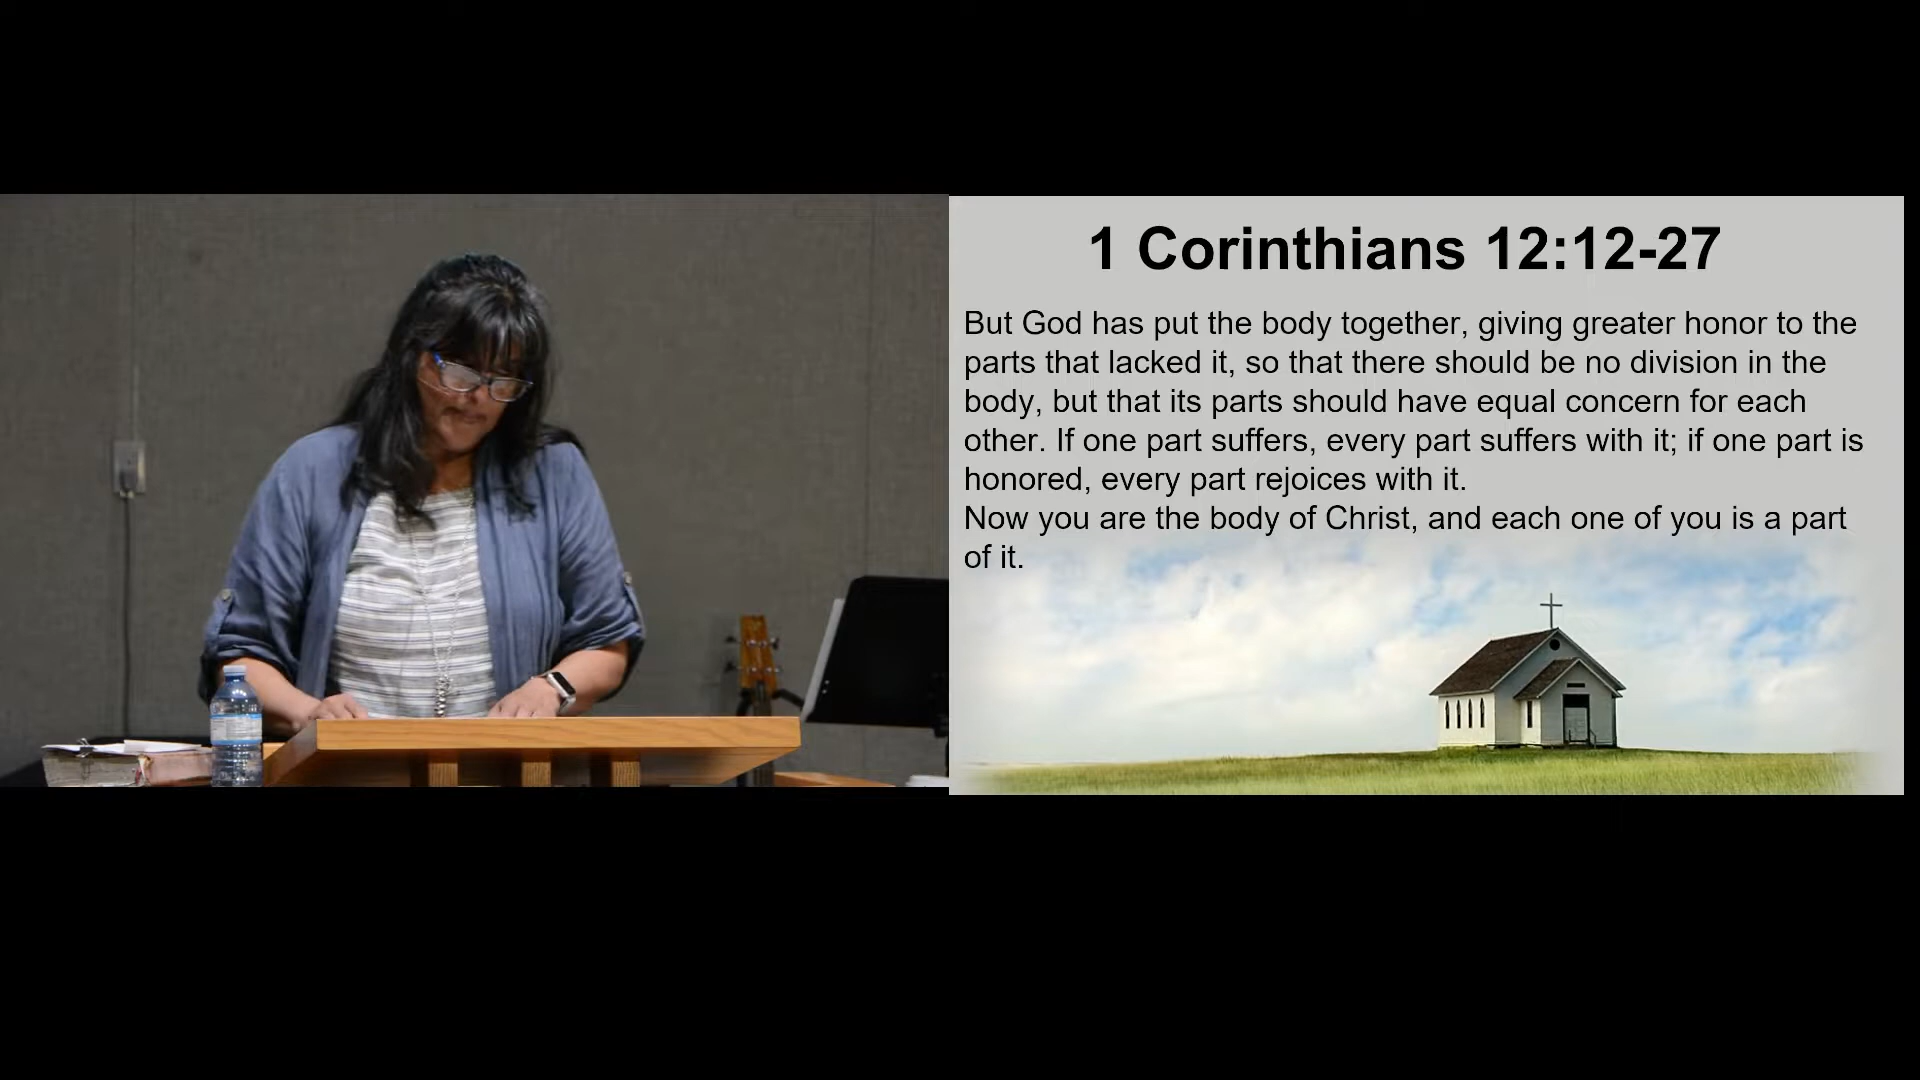 1 Corinthians 12:12-27
But God has put the body together, giving greater honor to the
parts that lacked it, so that there should be no division in the
body, but that its parts should have equal concern for each
other. If one part suffers, every part suffers with it; if one part is
honored, every part rejoices with it.
Now you are the body of Christ, and each one of you is a part
of it.